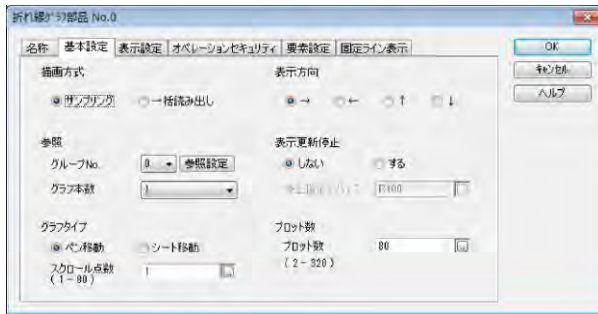 折れ線グラフ部品 No.0
名称 基本設定 表示設定 オペレーションセキュリティ 要素設定 固定ライン表示
OK
キャンセル
ヘルプ
描画方式
サンプリング 一括読み出し
表示方向
→ ← ↑ ↓
参照
グループNo. 0 参照設定
グラフ本数 1
表示更新停止
しない する
R100
グラフタイプ
ペン移動 シート移動
スクロール点数 1
(1-80)
プロット数
プロット数 80
(2-320)